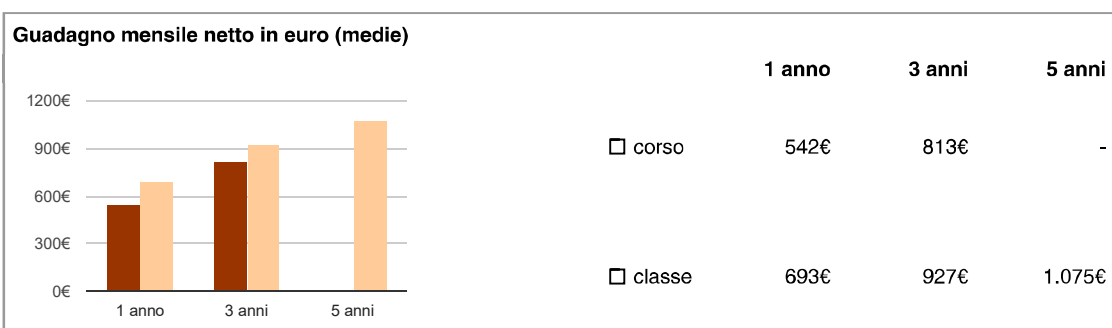 Guadagno mensile netto in euro (medie)
1 anno 3 anni 5 anni
1200€
900€
600€
300€
0€
1 anno 3 anni 5 anni
corso 542€ 813€ -
classe 693€ 927€ 1.075€